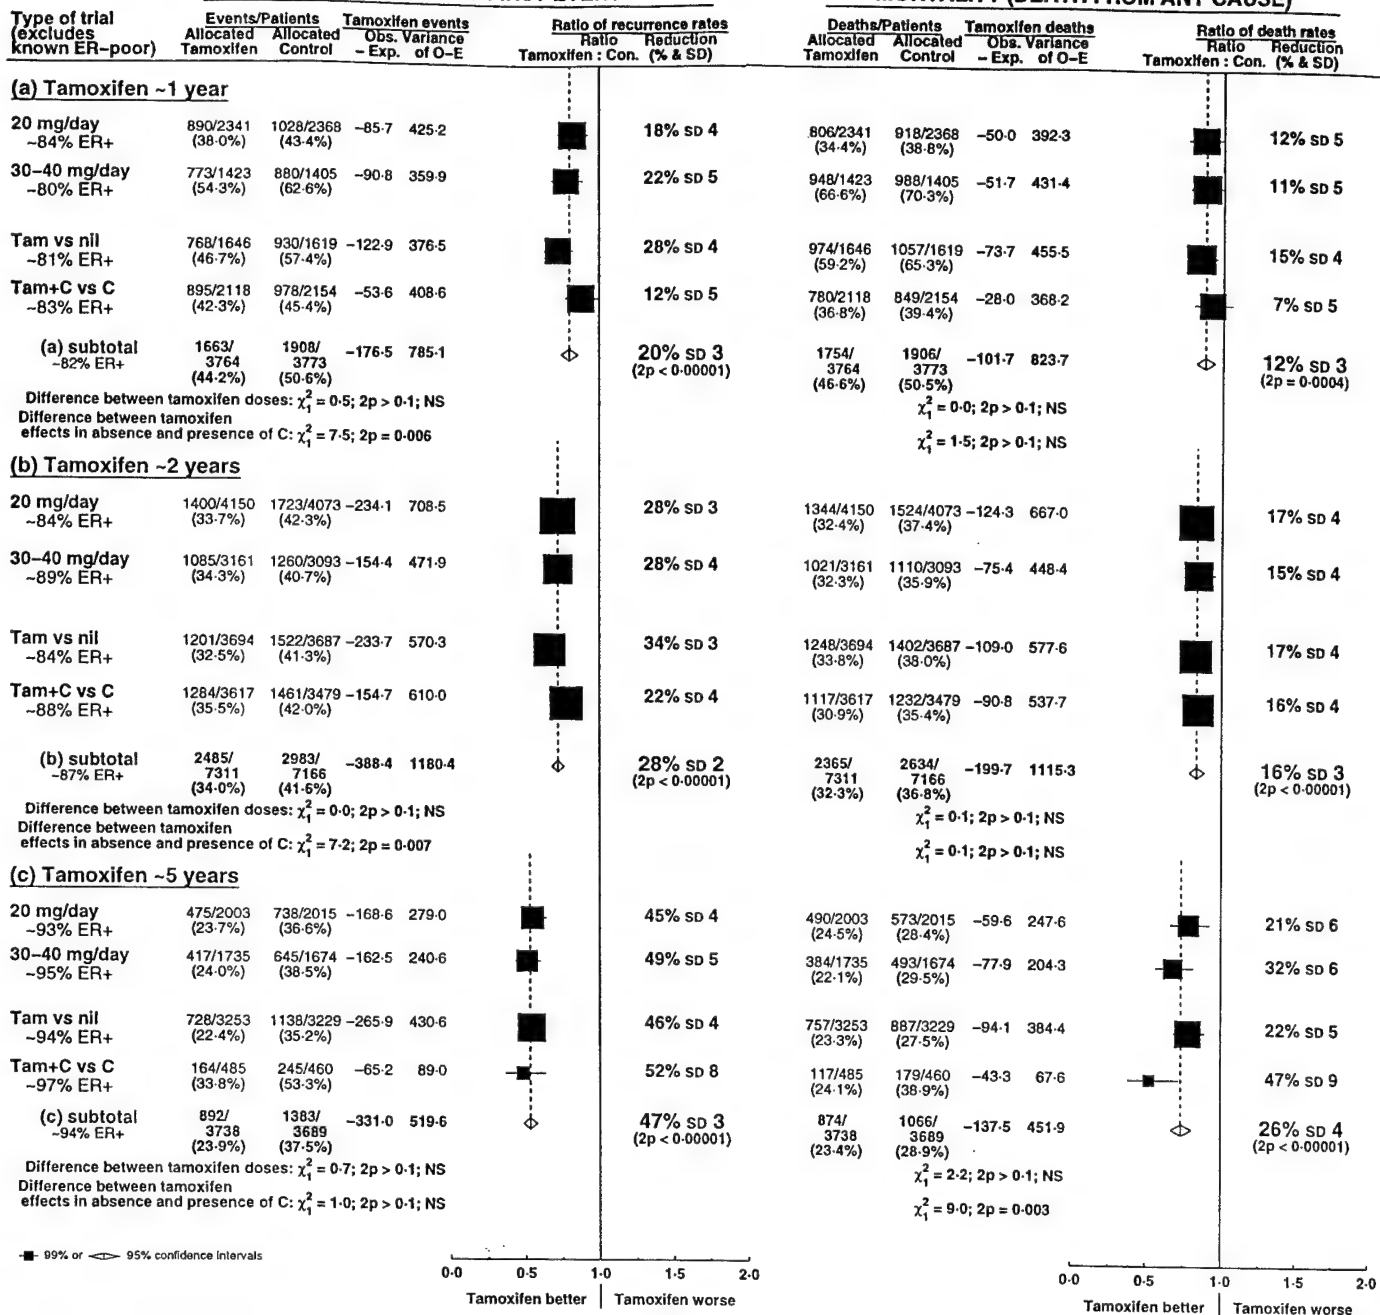 MORTALITY (DEATH FROM ANY CAUSE)
Type of trial (excludes known ER-poor) Events/Patients Allocated Tamoxifen Allocated Control Tamoxifen events Obs. – Exp. Variance of O–E Ratio of recurrence rates Ratio Tamoxifen : Con. Reduction (% & SD) Deaths/Patients Allocated Tamoxifen Allocated Control Tamoxifen deaths Obs. – Exp. Variance of O–E Ratio of death rates Ratio Tamoxifen : Con. Reduction (% & SD)
(a) Tamoxifen ~1 year
20 mg/day 890/2341 1028/2368 –85·7 425·2 18% SD 4 806/2341 918/2368 –50·0 392·3 12% SD 5
~84% ER+ (38·0%) (43·4%) (34·4%) (38·8%)
30–40 mg/day 773/1423 880/1405 –90·8 359·9 22% SD 5 948/1423 988/1405 –51·7 431·4 11% SD 5
~80% ER+ (54·3%) (62·6%) (66·6%) (70·3%)
Tam vs nil 768/1646 930/1619 –122·9 376·5 28% SD 4 974/1646 1057/1619 –73·7 455·5 15% SD 4
~81% ER+ (46·7%) (57·4%) (59·2%) (65·3%)
Tam+C vs C 895/2118 978/2154 –53·6 408·6 12% SD 5 780/2118 849/2154 –28·0 368·2 7% SD 5
~83% ER+ (42·3%) (45·4%) (36·8%) (39·4%)
(a) subtotal 1663/ 1908/ –176·5 785·1 20% SD 3 1754/ 1906/ –101·7 823·7 12% SD 3
~82% ER+ 3764 3773 (2p < 0·00001) 3764 3773 (2p = 0·0004)
(44·2%) (50·6%) (46·6%) (50·5%)
Difference between tamoxifen doses: χ²₁ = 0·5; 2p > 0·1; NS χ²₁ = 0·0; 2p > 0·1; NS
Difference between tamoxifen
effects in absence and presence of C: χ²₁ = 7·5; 2p = 0·006 χ²₁ = 1·5; 2p > 0·1; NS
(b) Tamoxifen ~2 years
20 mg/day 1400/4150 1723/4073 –234·1 708·5 28% SD 3 1344/4150 1524/4073 –124·3 667·0 17% SD 4
~84% ER+ (33·7%) (42·3%) (32·4%) (37·4%)
30–40 mg/day 1085/3161 1260/3093 –154·4 471·9 28% SD 4 1021/3161 1110/3093 –75·4 448·4 15% SD 4
~89% ER+ (34·3%) (40·7%) (32·3%) (35·9%)
Tam vs nil 1201/3694 1522/3687 –233·7 570·3 34% SD 3 1248/3694 1402/3687 –109·0 577·6 17% SD 4
~84% ER+ (32·5%) (41·3%) (33·8%) (38·0%)
Tam+C vs C 1284/3617 1461/3479 –154·7 610·0 22% SD 4 1117/3617 1232/3479 –90·8 537·7 16% SD 4
~88% ER+ (35·5%) (42·0%) (30·9%) (35·4%)
(b) subtotal 2485/ 2983/ –388·4 1180·4 28% SD 2 2365/ 2634/ –199·7 1115·3 16% SD 3
~87% ER+ 7311 7166 (2p < 0·00001) 7311 7166 (2p < 0·00001)
(34·0%) (41·6%) (32·3%) (36·8%)
Difference between tamoxifen doses: χ²₁ = 0·0; 2p > 0·1; NS χ²₁ = 0·1; 2p > 0·1; NS
Difference between tamoxifen
effects in absence and presence of C: χ²₁ = 7·2; 2p = 0·007 χ²₁ = 0·1; 2p > 0·1; NS
(c) Tamoxifen ~5 years
20 mg/day 475/2003 738/2015 –168·6 279·0 45% SD 4 490/2003 573/2015 –59·6 247·6 21% SD 6
~93% ER+ (23·7%) (36·6%) (24·5%) (28·4%)
30–40 mg/day 417/1735 645/1674 –162·5 240·6 49% SD 5 384/1735 493/1674 –77·9 204·3 32% SD 6
~95% ER+ (24·0%) (38·5%) (22·1%) (29·5%)
Tam vs nil 728/3253 1138/3229 –265·9 430·6 46% SD 4 757/3253 887/3229 –94·1 384·4 22% SD 5
~94% ER+ (22·4%) (35·2%) (23·3%) (27·5%)
Tam+C vs C 164/485 245/460 –65·2 89·0 52% SD 8 117/485 179/460 –43·3 67·6 47% SD 9
~97% ER+ (33·8%) (53·3%) (24·1%) (38·9%)
(c) subtotal 892/ 1383/ –331·0 519·6 47% SD 3 874/ 1066/ –137·5 451·9 26% SD 4
~94% ER+ 3738 3689 (2p < 0·00001) 3738 3689 (2p < 0·00001)
(23·9%) (37·5%) (23·4%) (28·9%)
Difference between tamoxifen doses: χ²₁ = 0·7; 2p > 0·1; NS χ²₁ = 2·2; 2p > 0·1; NS
Difference between tamoxifen
effects in absence and presence of C: χ²₁ = 1·0; 2p > 0·1; NS χ²₁ = 9·0; 2p = 0·003
99% or 95% confidence intervals
0·0 0·5 1·0 1·5 2·0 0·0 0·5 1·0 1·5 2·0
Tamoxifen better Tamoxifen worse Tamoxifen better Tamoxifen worse